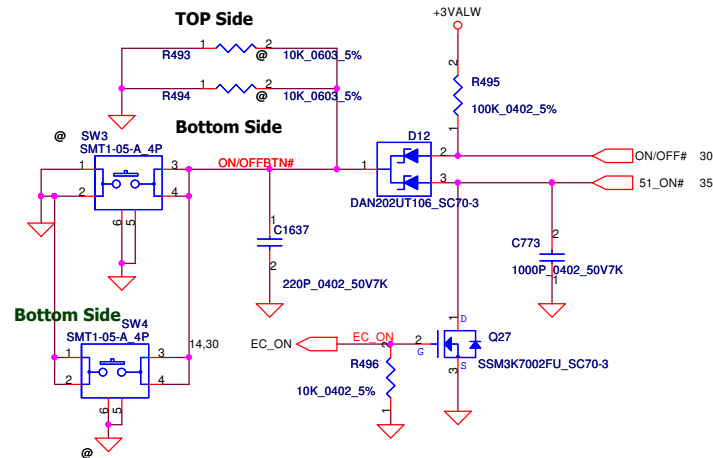 TOP Side
+3VALW
R493
1
2
@
10K_0603_5%
R494
1
2
@
10K_0603_5%
2
R495
100K_0402_5%
1
@
SW3
SMT1-05-A_4P
Bottom Side
1
2
3
4
6
5
ON/OFFBTN#
D12
1
2
3
DAN202UT106_SC70-3
ON/OFF# 30
51_ON# 35
1
C1637
2
220P_0402_50V7K
2
C773
1000P_0402_50V7K
1
Bottom Side
SW4
SMT1-05-A_4P
1
2
3
4
6
5
14,30
@
EC_ON
EC_ON
2
R496
10K_0402_5%
1
1
D
2
G
Q27
S
3
SSM3K7002FU_SC70-3